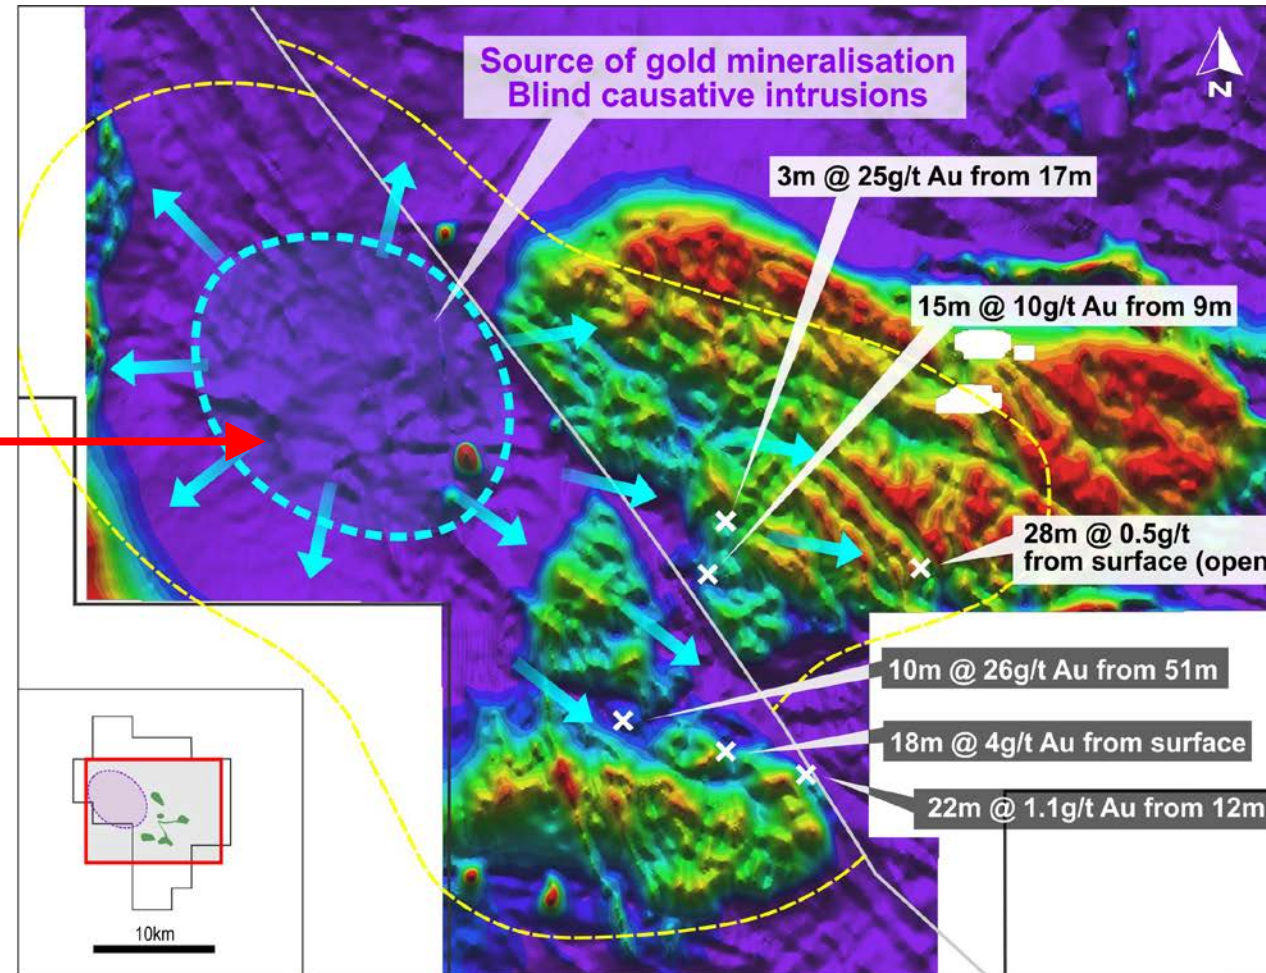 Source of gold mineralisation
Blind causative intrusions
N
3m @ 25g/t Au from 17m
15m @ 10g/t Au from 9m
28m @ 0.5g/t
from surface (open
10m @ 26g/t Au from 51m
18m @ 4g/t Au from surface
22m @ 1.1g/t Au from 12m
10km